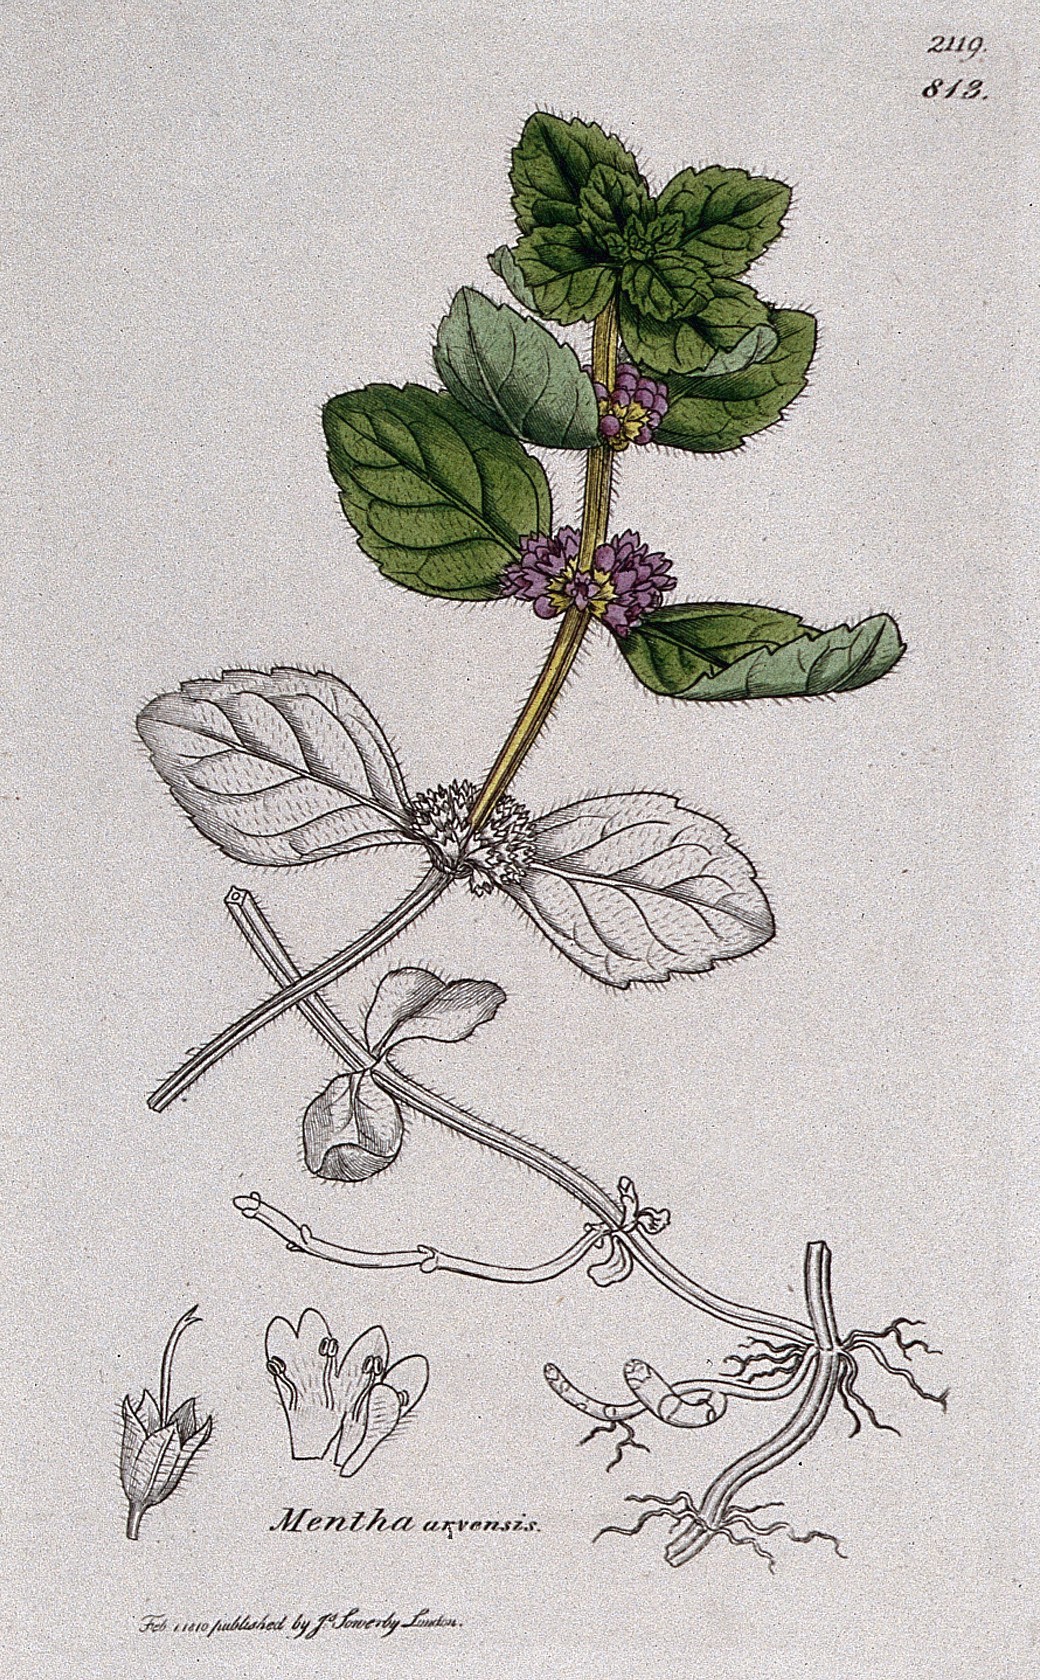 2119.
813.
Mentha arvensis.
Feb. 1. 1810 published by Jas. Sowerby London.